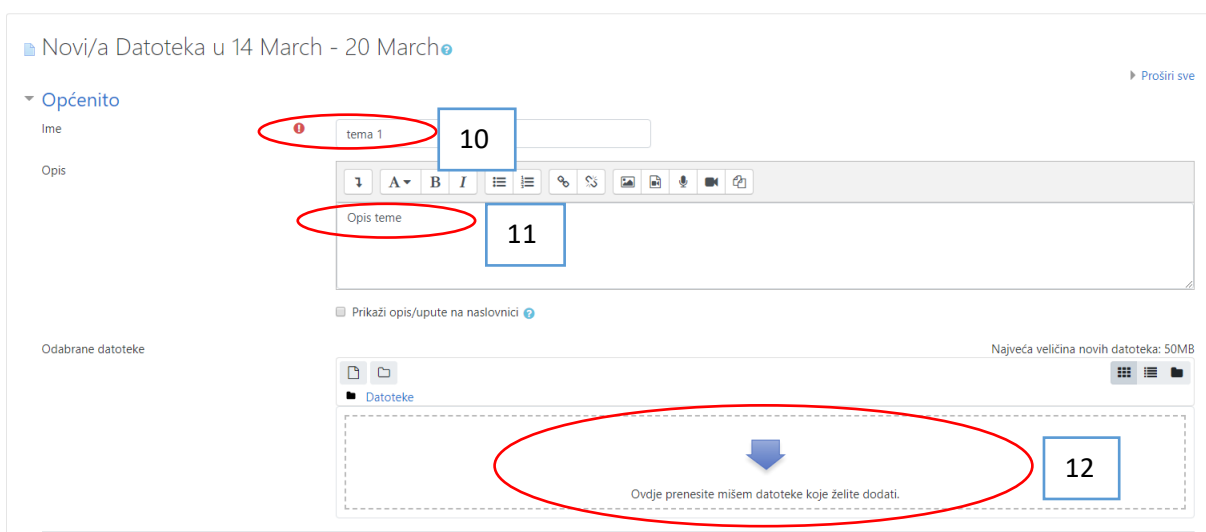 Novi/a Datoteka u 14 March - 20 March
Proširi sve
Općenito
Ime
tema 1
10
Opis
A B I
Opis teme
11
Prikaži opis/upute na naslovnici
Odabrane datoteke
Najveća veličina novih datoteka: 50MB
Datoteke
12
Ovdje prenesite mišem datoteke koje želite dodati.